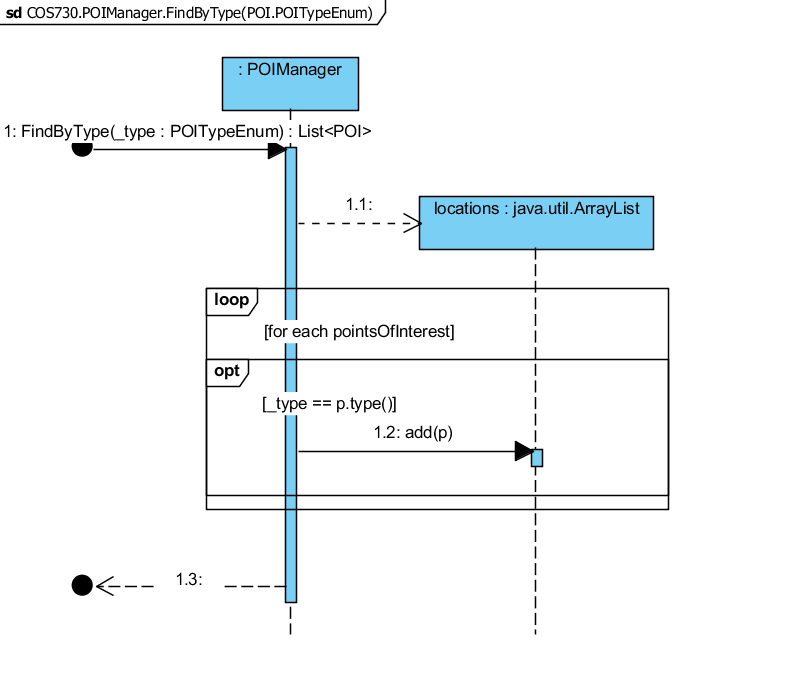 sd COS730.POIManager.FindByType(POI.POITypeEnum)
: POIManager
1: FindByType(_type : POITypeEnum) : List<POI>
1.1:
locations : java.util.ArrayList
loop
[for each pointsOfInterest]
opt
[_type == p.type()]
1.2: add(p)
1.3: